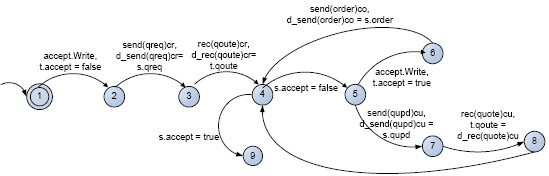 send(order)co,
d_send(order)co = s.order
accept.Write,
t.accept = false
send(qreq)cr,
d_send(qreq)cr=
s.qreq
rec(qoute)cr,
d_rec(qoute)cr=
t.qoute
6
s.accept = false
accept.Write,
t.accept = true
1
2
3
4
5
s.accept = true
send(qupd)cu,
d_send(qupd)cu =
s.qupd
rec(quote)cu,
t.qoute =
d_rec(quote)cu
9
7
8